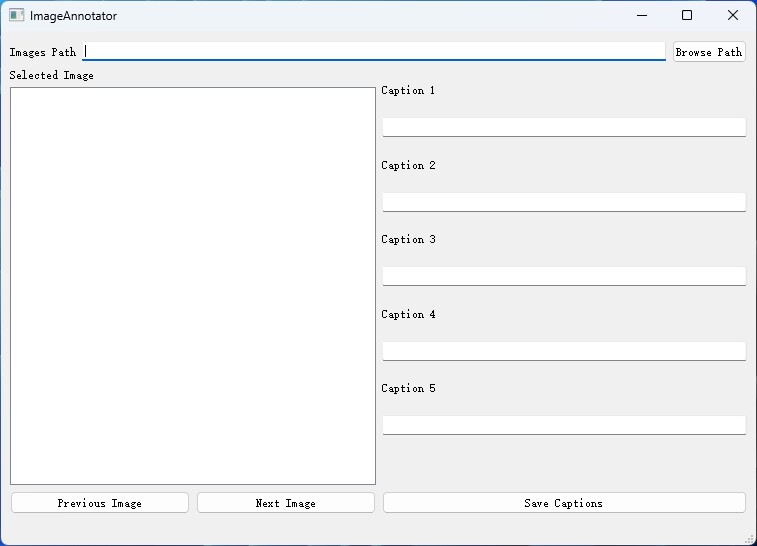 ImageAnnotator
Images Path
Browse Path
Selected Image
Caption 1
Caption 2
Caption 3
Caption 4
Caption 5
Previous Image
Next Image
Save Captions